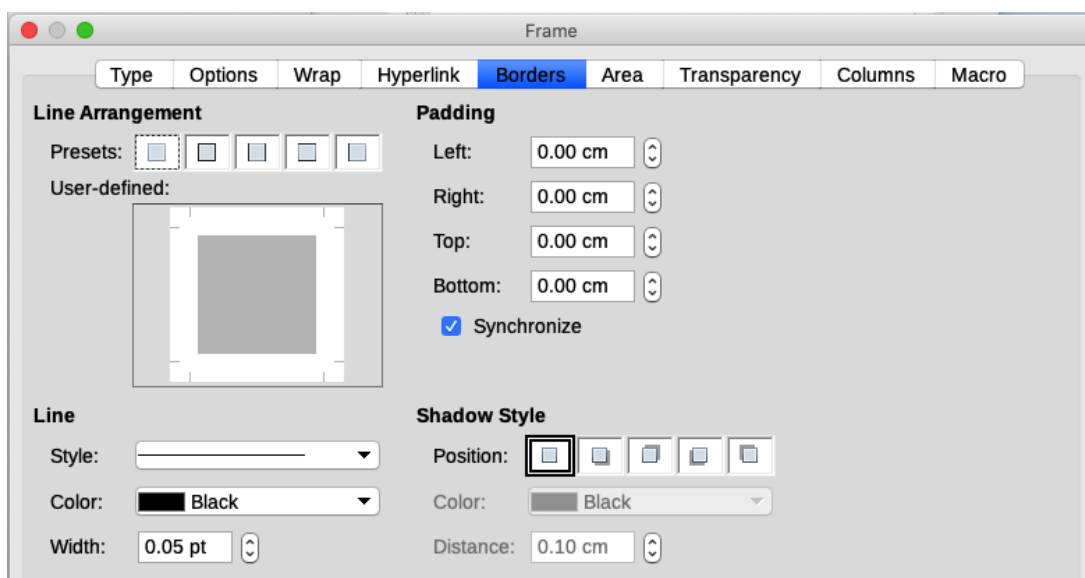 Frame
Type Options Wrap Hyperlink Borders Area Transparency Columns Macro
Line Arrangement
Presets:
User-defined:
Padding
Left: 0.00 cm
Right: 0.00 cm
Top: 0.00 cm
Bottom: 0.00 cm
Synchronize
Line
Style:
Color: Black
Width: 0.05 pt
Shadow Style
Position:
Color: Black
Distance: 0.10 cm